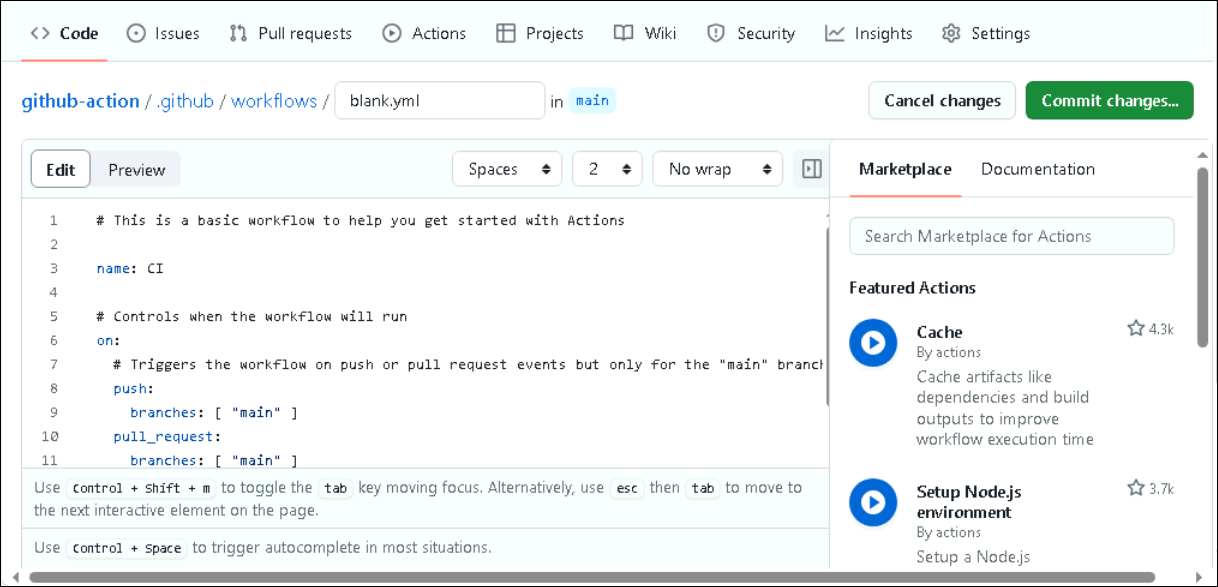 Code Issues Pull requests Actions Projects Wiki Security Insights Settings
github-action / .github / workflows / blank.yml in main Cancel changes Commit changes...
Edit Preview Spaces 2 No wrap
1 # This is a basic workflow to help you get started with Actions
2
3 name: CI
4
5 # Controls when the workflow will run
6 on:
7 # Triggers the workflow on push or pull request events but only for the "main" branch
8 push:
9 branches: [ "main" ]
10 pull_request:
11 branches: [ "main" ]
Use Control + Shift + m to toggle the tab key moving focus. Alternatively, use esc then tab to move to
the next interactive element on the page.
Use Control + Space to trigger autocomplete in most situations.
Marketplace Documentation
Search Marketplace for Actions
Featured Actions
Cache 4.3k
By actions
Cache artifacts like
dependencies and build
outputs to improve
workflow execution time
Setup Node.js 3.7k
environment
By actions
Setup a Node.js